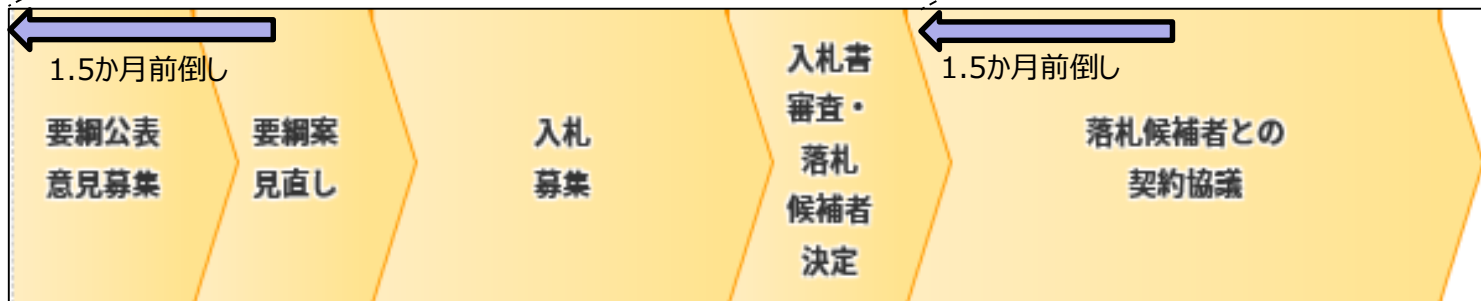 1.5か月前倒し
要綱公表
意見募集
要綱案
見直し
入札
募集
入札書
審査・
落札
候補者
決定
1.5か月前倒し
落札候補者との
契約協議